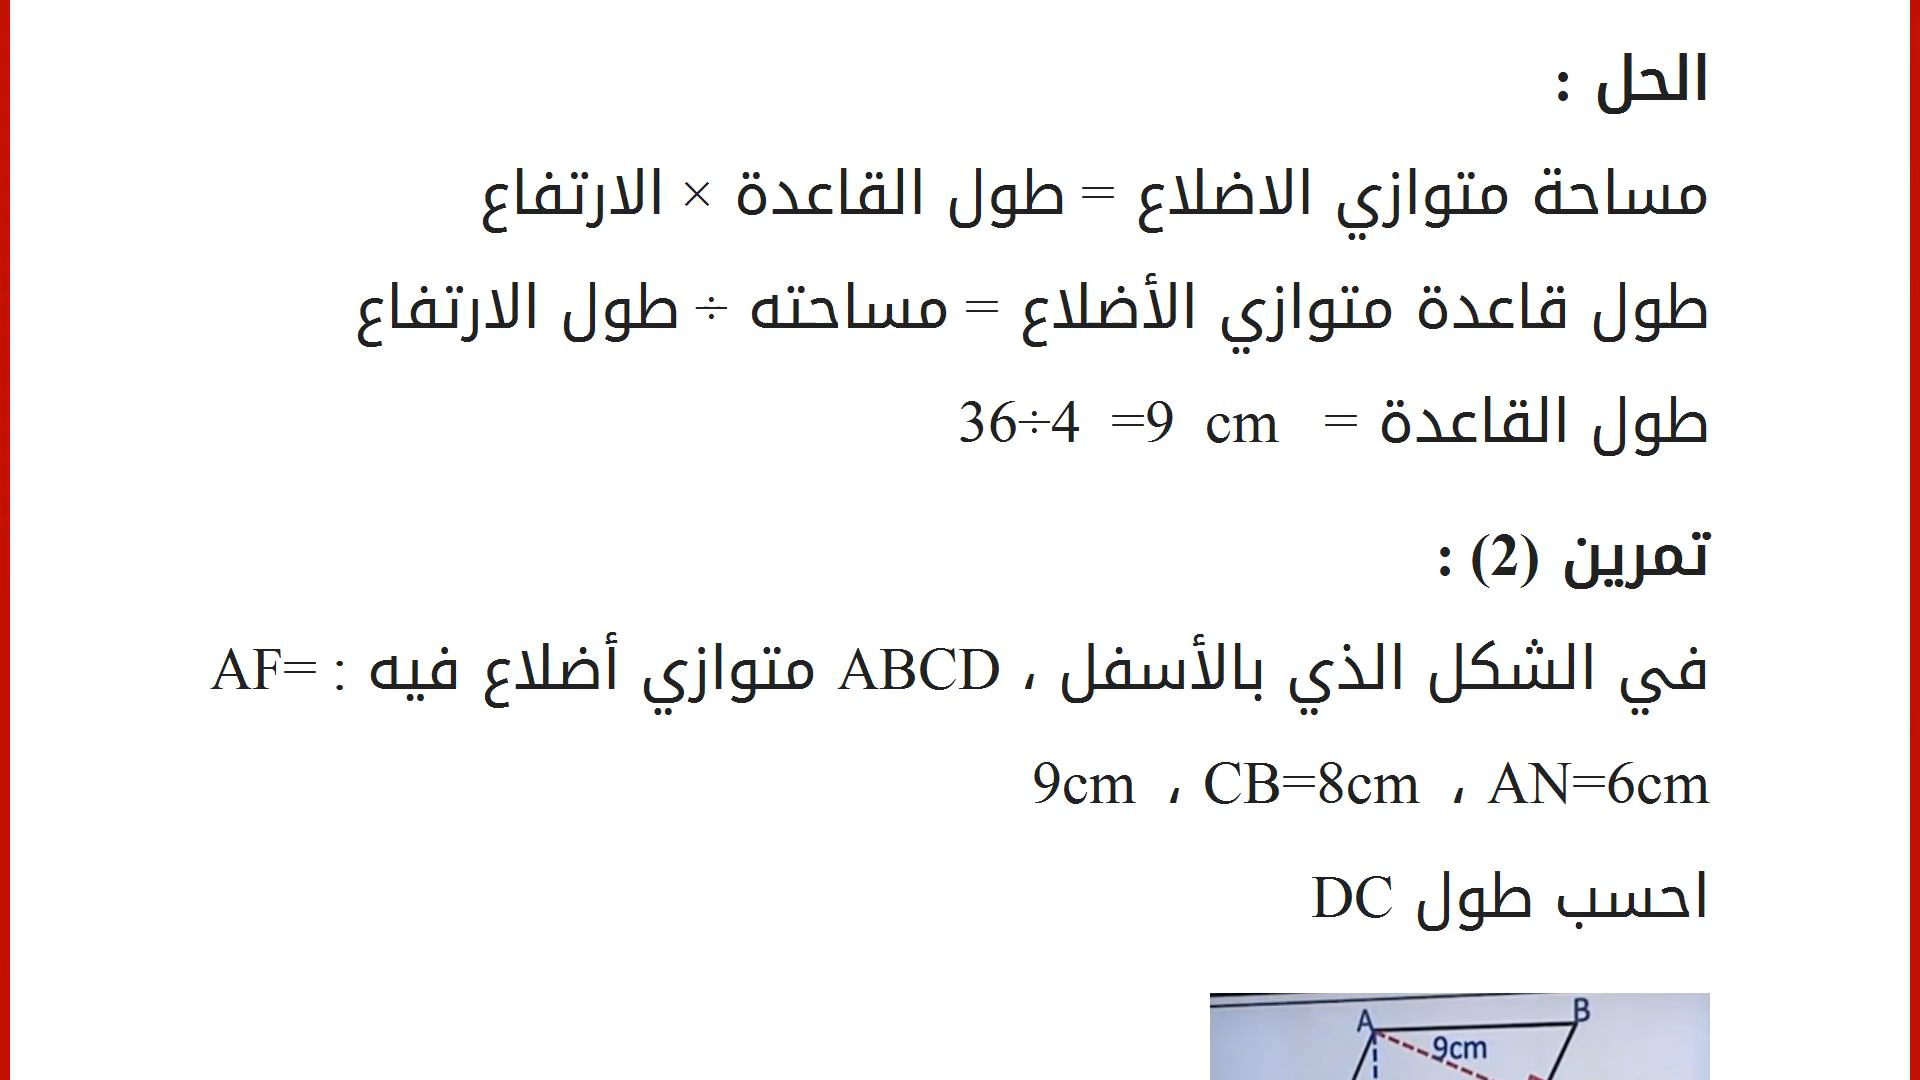 الحل :
مساحة متوازي الاضلاع = طول القاعدة × الارتفاع
طول قاعدة متوازي الأضلاع = مساحته ÷ طول الارتفاع
طول القاعدة = 36÷4 =9 cm
تمرين (2) :
في الشكل الذي بالأسفل ، ABCD متوازي أضلاع فيه : AF=
9cm ، CB=8cm ، AN=6cm
احسب طول DC
A B
9cm